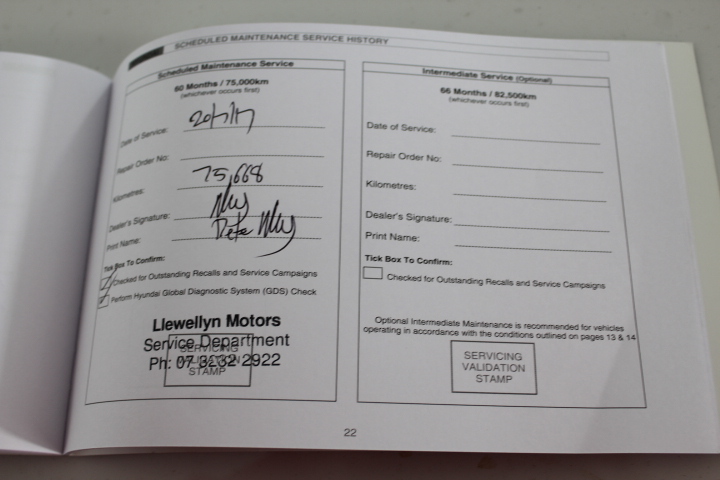 SCHEDULED MAINTENANCE SERVICE HISTORY
Scheduled Maintenance Service
60 Months / 75,000km
(whichever occurs first)
Date of Service: 20/7/17
Repair Order No:
Kilometres: 75,668
Dealer's Signature:
Print Name: Pete
Tick Box To Confirm:
Checked for Outstanding Recalls and Service Campaigns
Perform Hyundai Global Diagnostic System (GDS) Check
Llewellyn Motors
Service Department
Ph: 07 3232 2922
SERVICING
VALIDATION
STAMP
Intermediate Service (Optional)
66 Months / 82,500km
(whichever occurs first)
Date of Service:
Repair Order No:
Kilometres:
Dealer's Signature:
Print Name:
Tick Box To Confirm:
Checked for Outstanding Recalls and Service Campaigns
Optional Intermediate Maintenance is recommended for vehicles
operating in accordance with the conditions outlined on pages 13 & 14
SERVICING
VALIDATION
STAMP
22